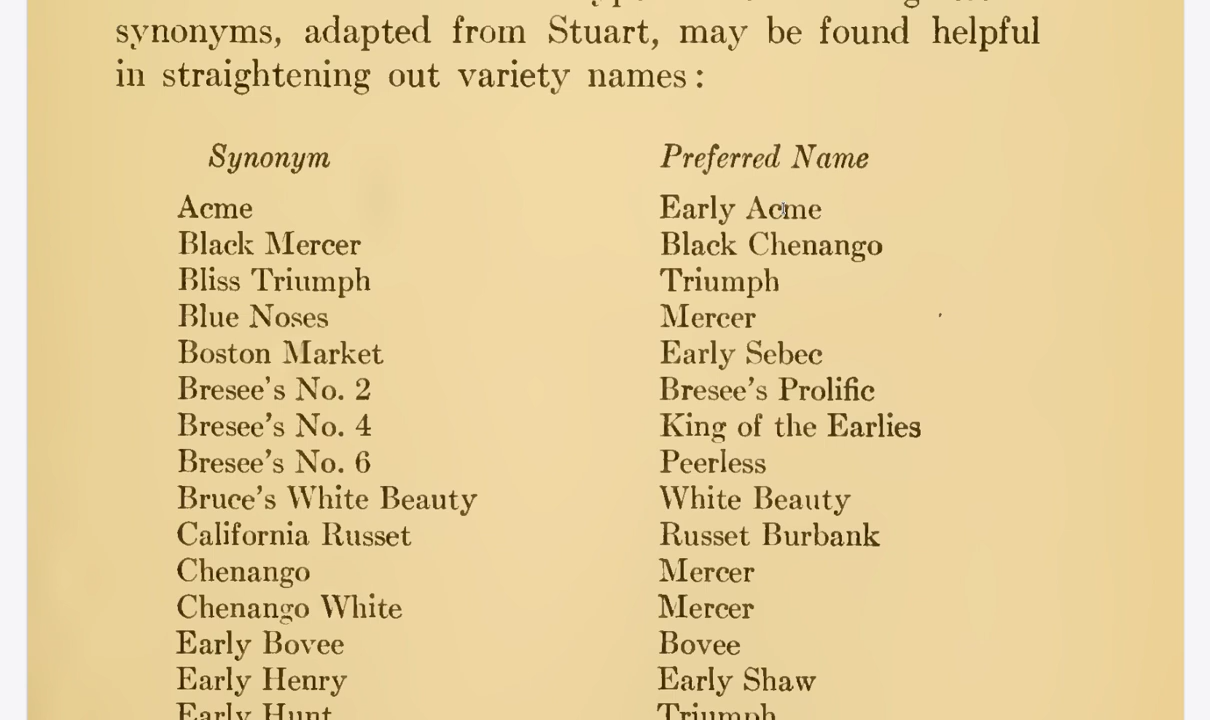 synonyms, adapted from Stuart, may be found helpful
in straightening out variety names:
Synonym Preferred Name
Acme Early Acme
Black Mercer Black Chenango
Bliss Triumph Triumph
Blue Noses Mercer
Boston Market Early Sebec
Bresee's No. 2 Bresee's Prolific
Bresee's No. 4 King of the Earlies
Bresee's No. 6 Peerless
Bruce's White Beauty White Beauty
California Russet Russet Burbank
Chenango Mercer
Chenango White Mercer
Early Bovee Bovee
Early Henry Early Shaw
Early Hunt Triumph